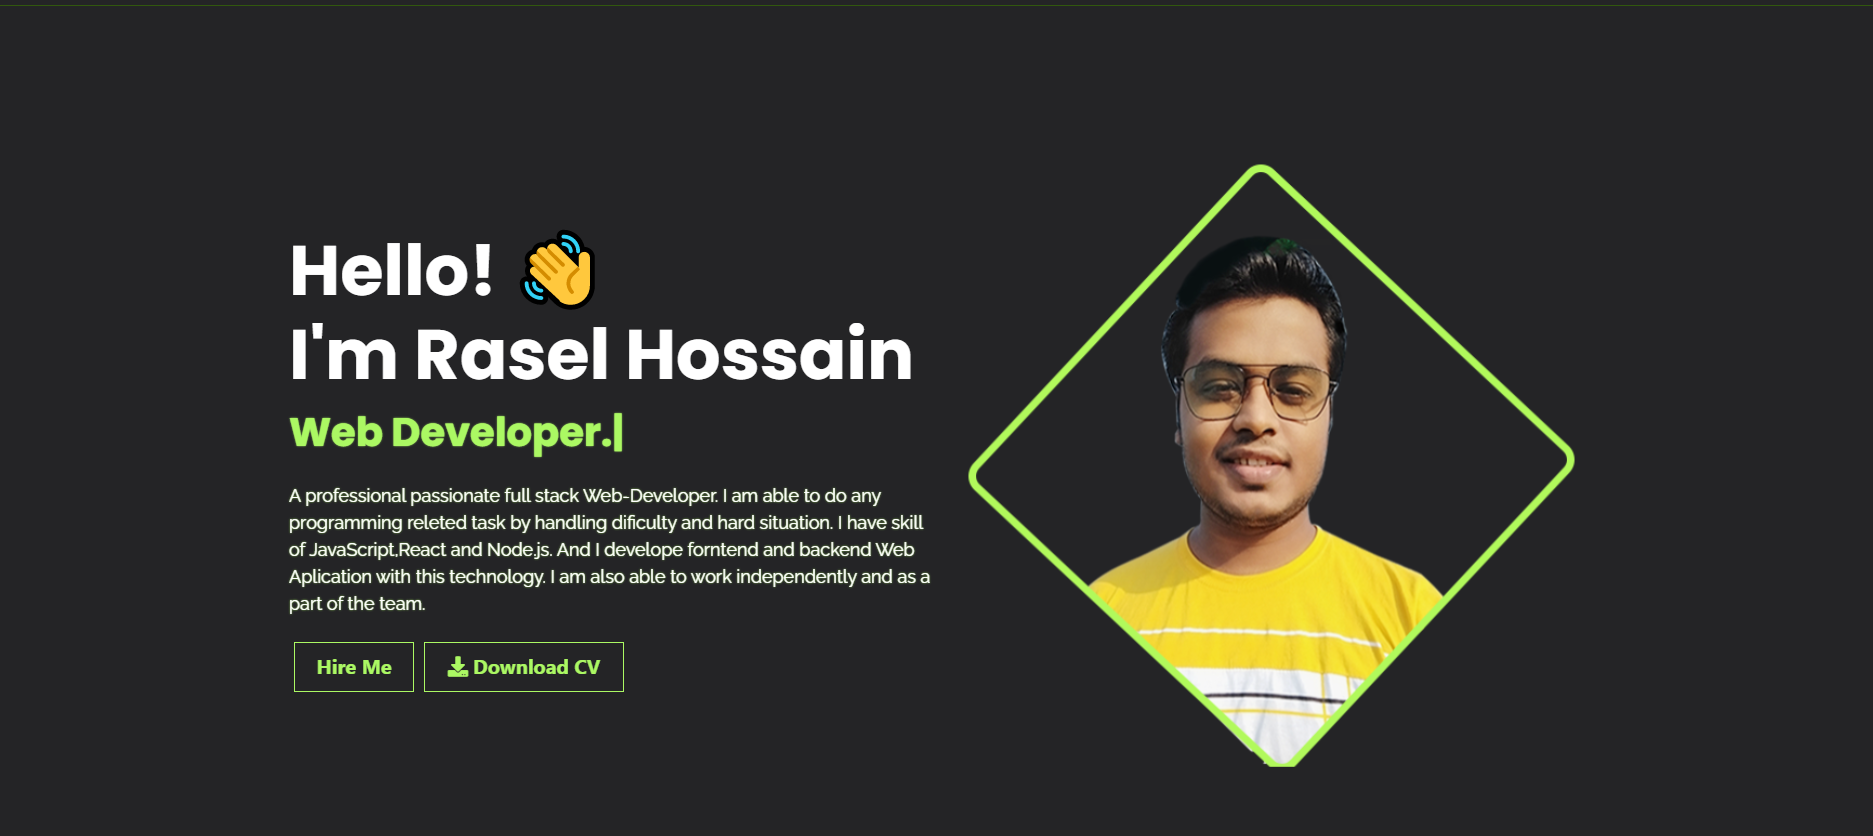 Hello! 👋
I'm Rasel Hossain
Web Developer.|
A professional passionate full stack Web-Developer. I am able to do any
programming releted task by handling dificulty and hard situation. I have skill
of JavaScript,React and Node.js. And I develope forntend and backend Web
Aplication with this technology. I am also able to work independently and as a
part of the team.
Hire Me
Download CV